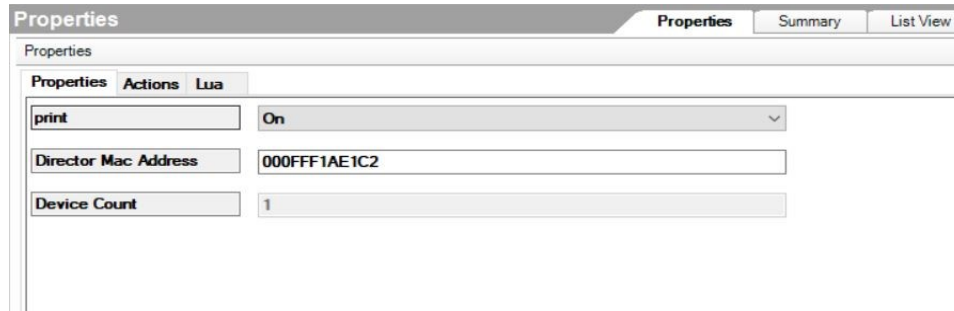 Properties Properties Summary List View
Properties
Properties Actions Lua
print On
Director Mac Address 000FFF1AE1C2
Device Count 1